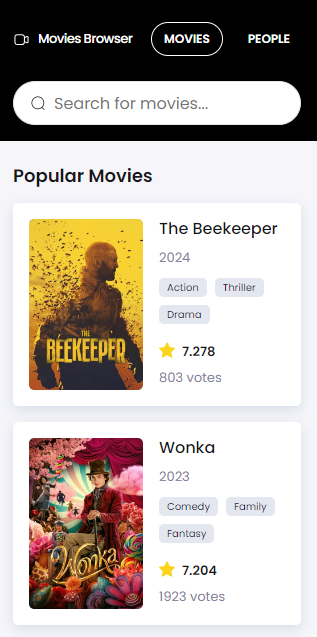 Movies Browser MOVIES PEOPLE
Search for movies...
Popular Movies
The Beekeeper
2024
Action Thriller
Drama
7.278
803 votes
THE
BEEKEEPER
Wonka
2023
Comedy Family
Fantasy
7.204
1923 votes
Wonka